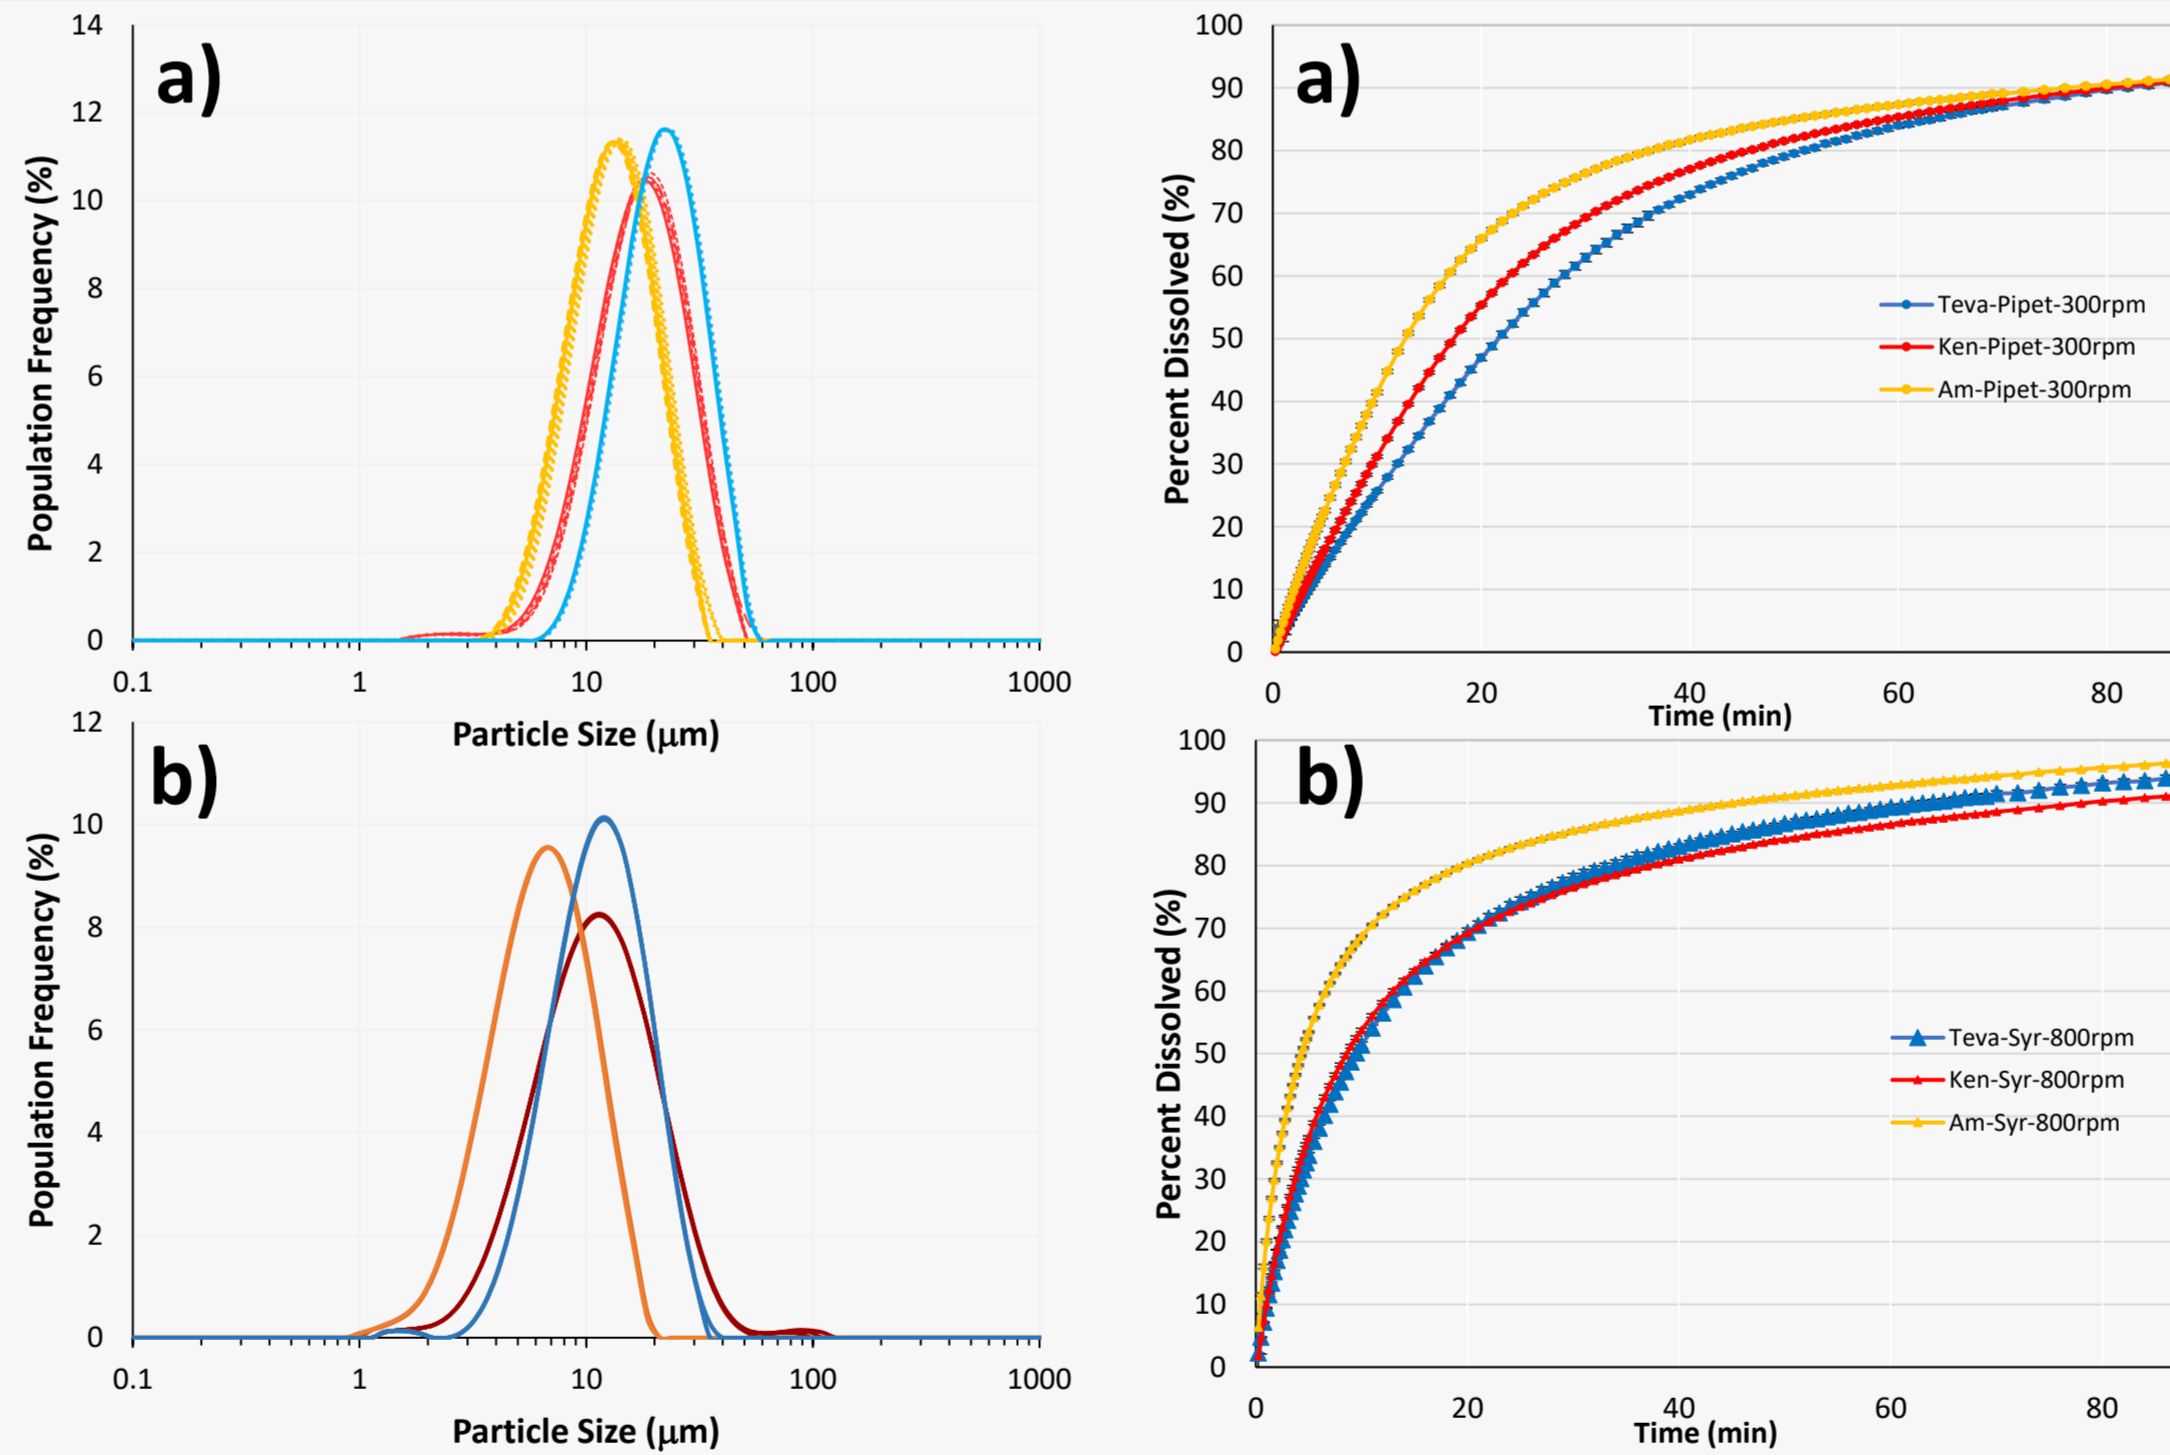 a)
Population Frequency (%)
14
12
10
8
6
4
2
0
0.1 1 10 100 1000
Particle Size (μm)
a)
Percent Dissolved (%)
100
90
80
70
60
50
40
30
20
10
0
Teva-Pipet-300rpm
Ken-Pipet-300rpm
Am-Pipet-300rpm
0 20 40 60 80
Time (min)
b)
Population Frequency (%)
12
10
8
6
4
2
0
0.1 1 10 100 1000
Particle Size (μm)
b)
Percent Dissolved (%)
100
90
80
70
60
50
40
30
20
10
0
Teva-Syr-800rpm
Ken-Syr-800rpm
Am-Syr-800rpm
0 20 40 60 80
Time (min)